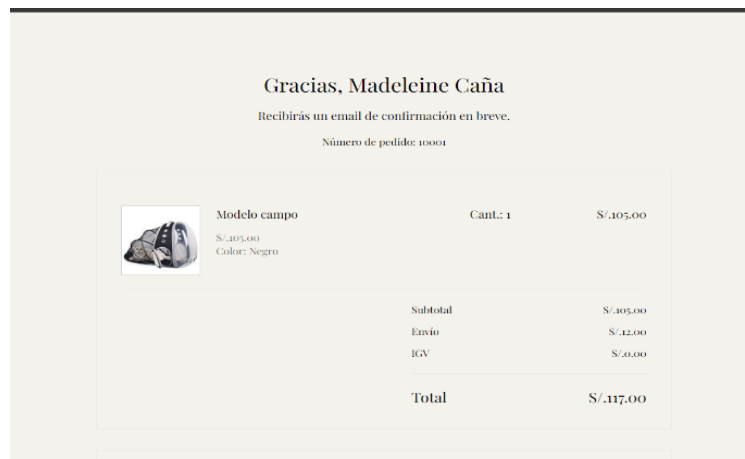 Gracias, Madeleine Caña
Recibirás un email de confirmación en breve.
Número de pedido: 10001
Modelo campo Cant.: 1 S/.105.00
S/.105.00
Color: Negro
Subtotal S/.105.00
Envío S/.12.00
IGV S/.0.00
Total S/.117.00